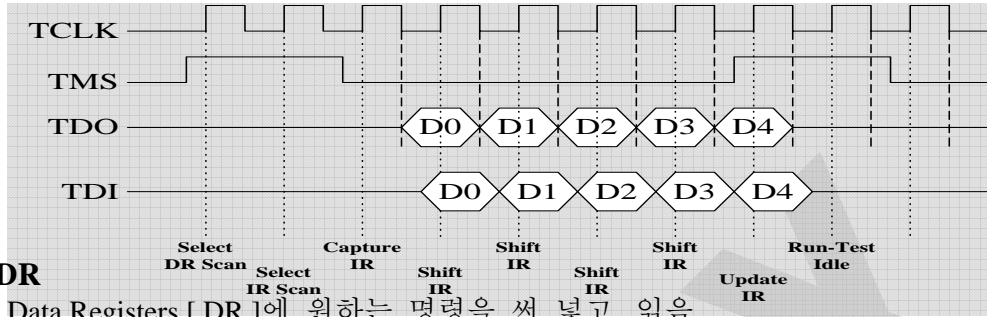 TCLK
TMS
TDO D0 D1 D2 D3 D4
TDI D0 D1 D2 D3 D4
Select
DR Scan
Select
IR Scan
Capture
IR
Shift
IR
Shift
IR
Shift
IR
Shift
IR
Update
IR
Run-Test
Idle
DR
Data Registers [ DR ]에 원하는 명령을 써 넣고 읽음